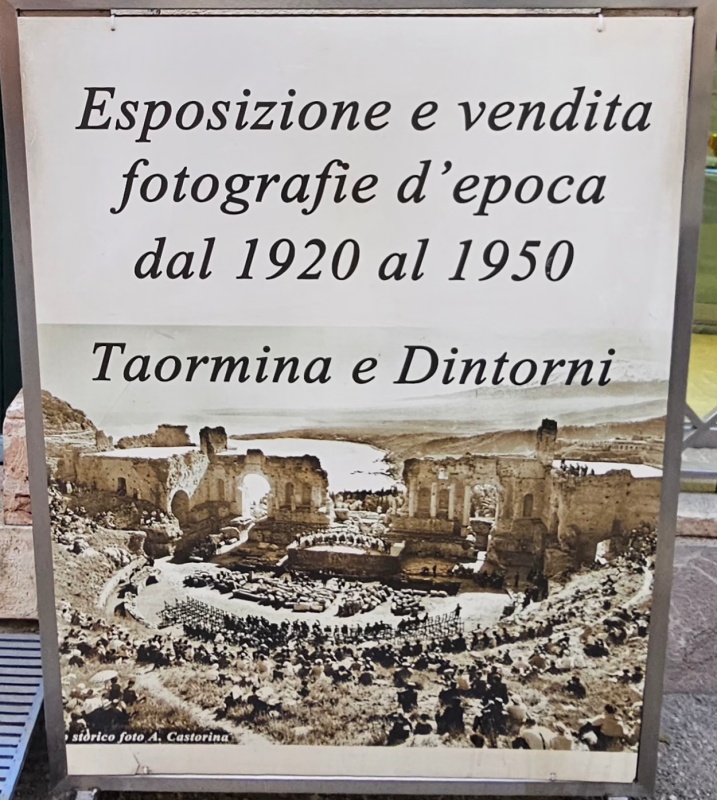 Esposizione e vendita
fotografie d'epoca
dal 1920 al 1950
Taormina e Dintorni
storico foto A. Castorina